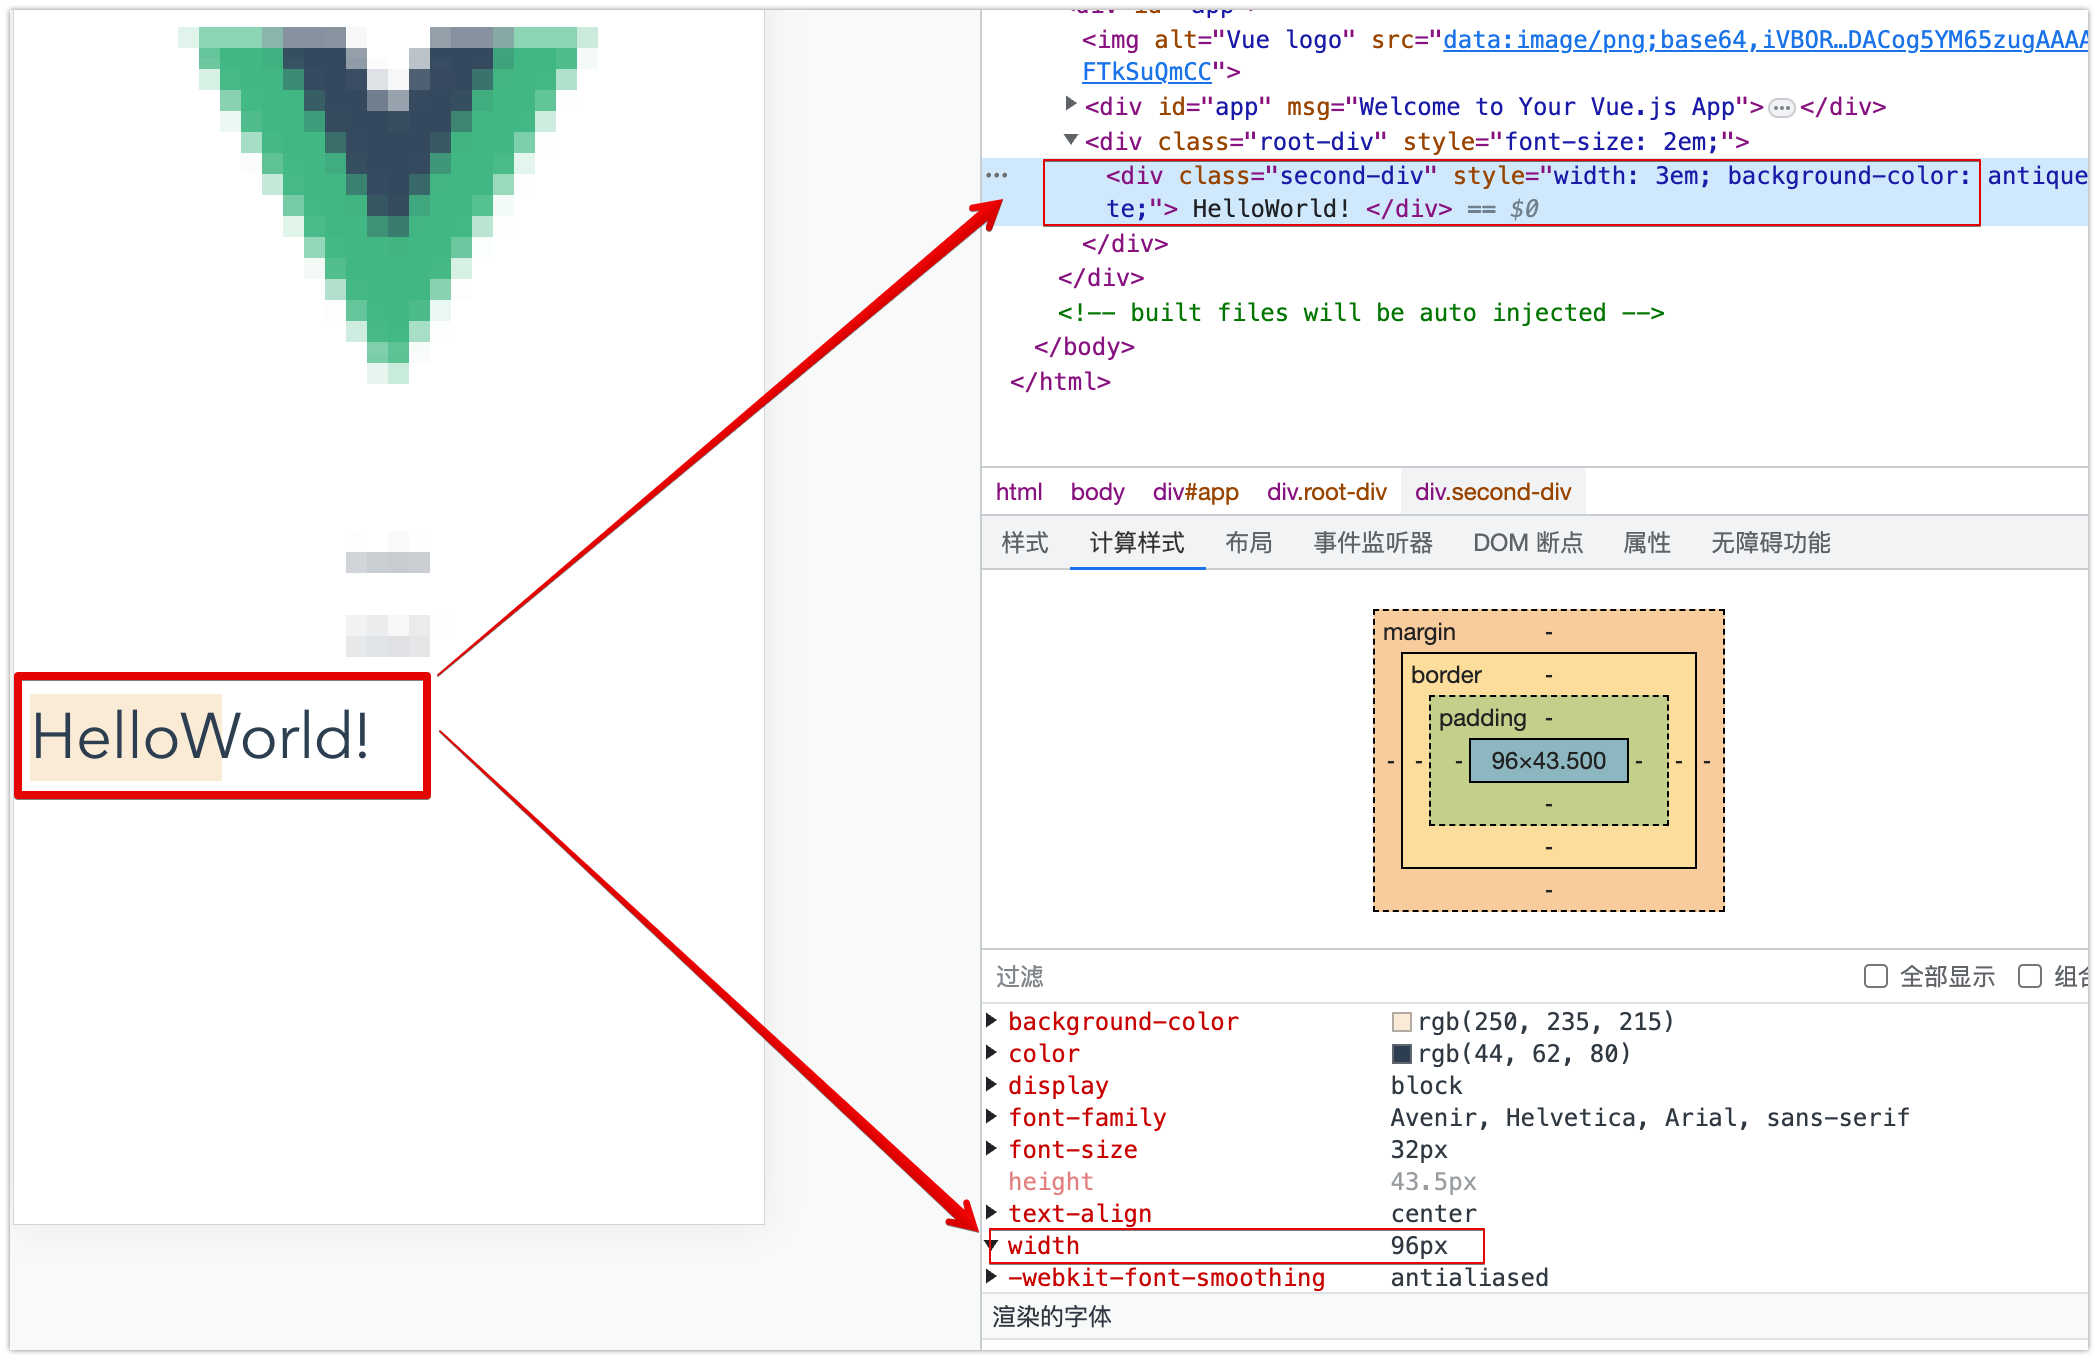 HelloWorld!
<div id="app">
<img alt="Vue logo" src="data:image/png;base64,iVBOR…DACog5YM65zugAAAA
FTkSuQmCC">
<div id="app" msg="Welcome to Your Vue.js App">…</div>
<div class="root-div" style="font-size: 2em;">
… <div class="second-div" style="width: 3em; background-color: antique
te;"> HelloWorld! </div> == $0
</div>
</div>
<!-- built files will be auto injected -->
</body>
</html>
html body div#app div.root-div div.second-div
样式 计算样式 布局 事件监听器 DOM 断点 属性 无障碍功能
margin -
border -
padding -
- - - 96×43.500 - - -
-
-
-
过滤 全部显示 组合
background-color rgb(250, 235, 215)
color rgb(44, 62, 80)
display block
font-family Avenir, Helvetica, Arial, sans-serif
font-size 32px
height 43.5px
text-align center
width 96px
-webkit-font-smoothing antialiased
渲染的字体